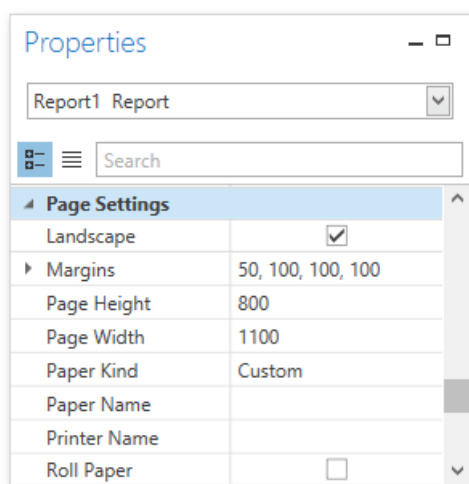 Properties
Report1 Report
Search
Page Settings
Landscape
Margins 50, 100, 100, 100
Page Height 800
Page Width 1100
Paper Kind Custom
Paper Name
Printer Name
Roll Paper